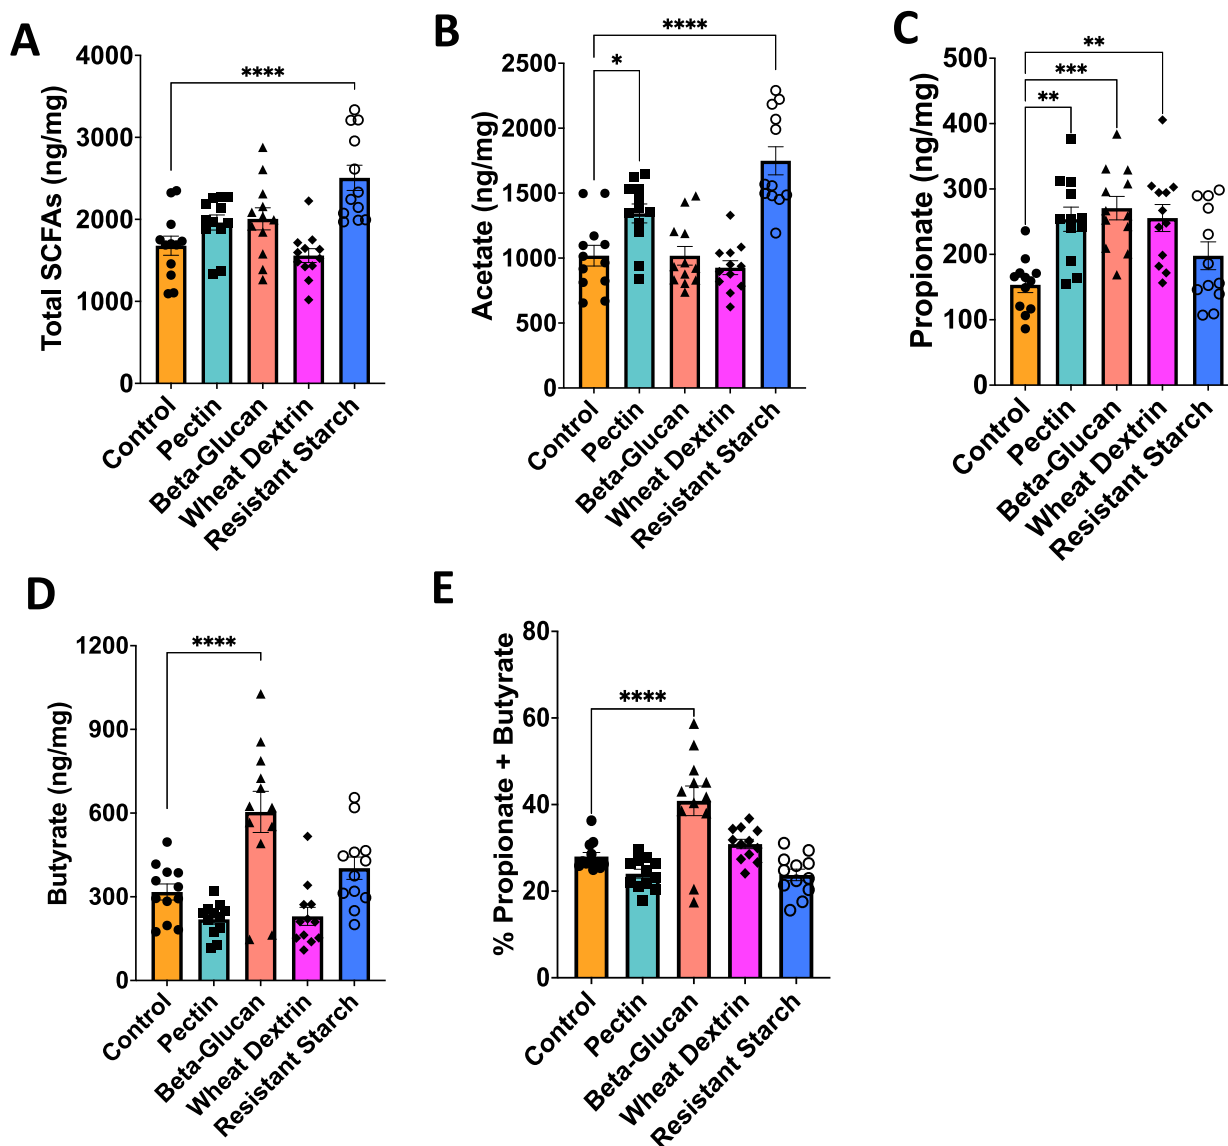 A
Total SCFAs (ng/mg)
4000
3000
2000
1000
0
****
Control
Pectin
Beta-Glucan
Wheat Dextrin
Resistant Starch
B
Acetate (ng/mg)
2500
2000
1500
1000
500
0
****
*
Control
Pectin
Beta-Glucan
Wheat Dextrin
Resistant Starch
C
Propionate (ng/mg)
500
400
300
200
100
0
**
***
**
Control
Pectin
Beta-Glucan
Wheat Dextrin
Resistant Starch
D
Butyrate (ng/mg)
1200
900
600
300
0
****
Control
Pectin
Beta-Glucan
Wheat Dextrin
Resistant Starch
E
% Propionate + Butyrate
80
60
40
20
0
****
Control
Pectin
Beta-Glucan
Wheat Dextrin
Resistant Starch